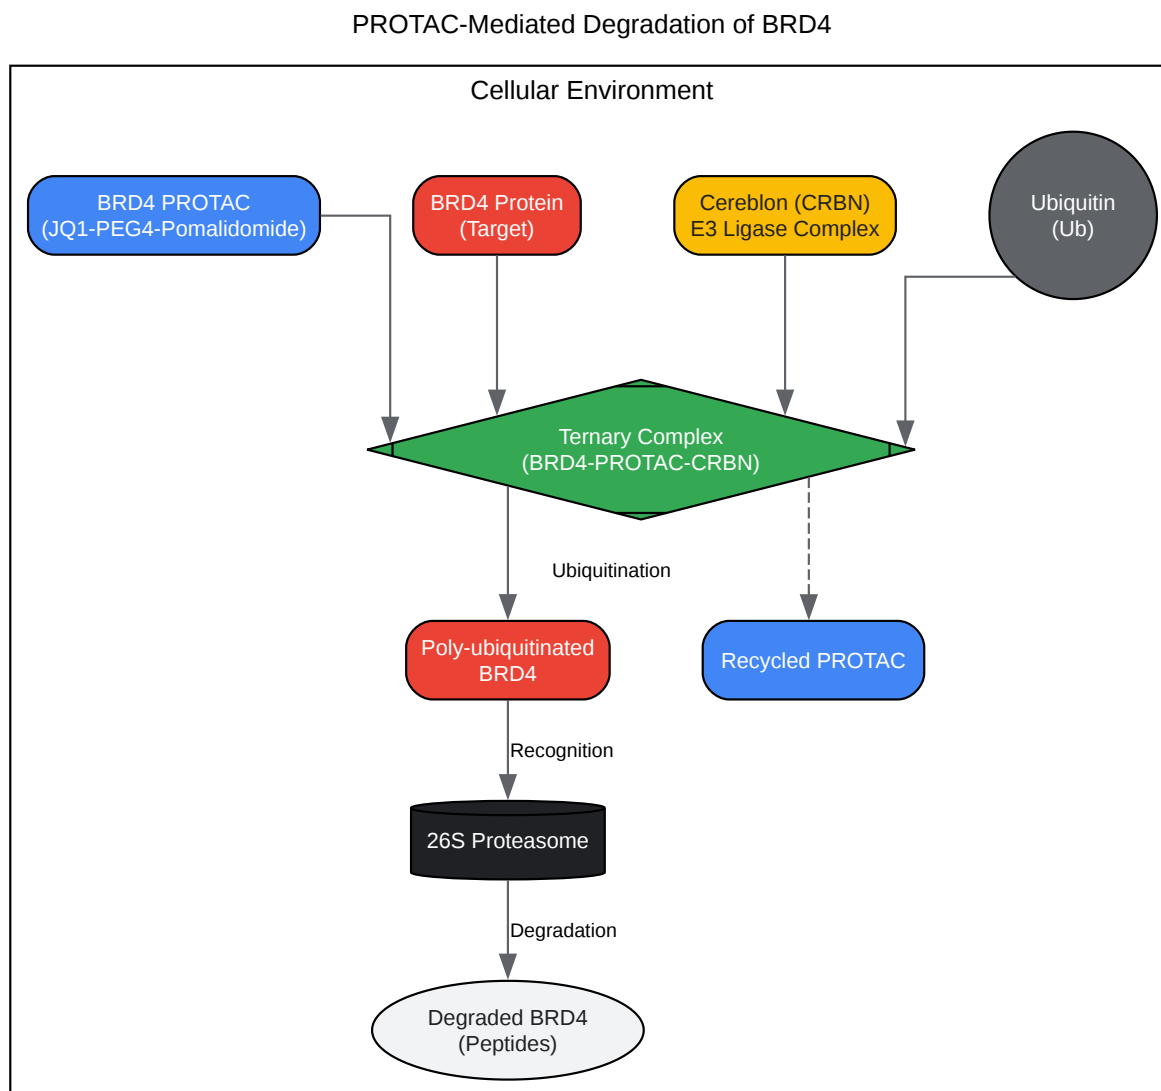 PROTAC-Mediated Degradation of BRD4
Cellular Environment
BRD4 PROTAC
(JQ1-PEG4-Pomalidomide)
BRD4 Protein
(Target)
Cereblon (CRBN)
E3 Ligase Complex
Ubiquitin
(Ub)
Ternary Complex
(BRD4-PROTAC-CRBN)
Ubiquitination
Poly-ubiquitinated
BRD4
Recycled PROTAC
Recognition
26S Proteasome
Degradation
Degraded BRD4
(Peptides)